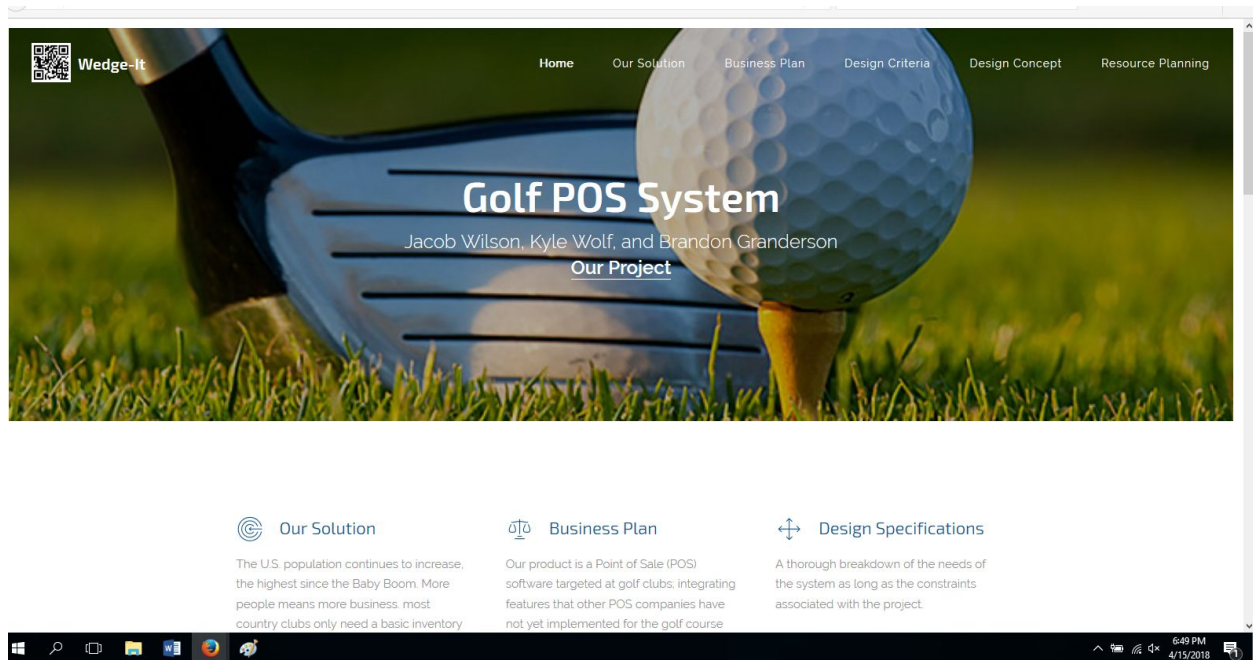 Wedge-It
Home Our Solution Business Plan Design Criteria Design Concept Resource Planning
Golf POS System
Jacob Wilson, Kyle Wolf, and Brandon Granderson
Our Project
Our Solution
The U.S. population continues to increase,
the highest since the Baby Boom. More
people means more business. most
country clubs only need a basic inventory
Business Plan
Our product is a Point of Sale (POS)
software targeted at golf clubs; integrating
features that other POS companies have
not yet implemented for the golf course
Design Specifications
A thorough breakdown of the needs of
the system as long as the constraints
associated with the project.
6:49 PM
4/15/2018